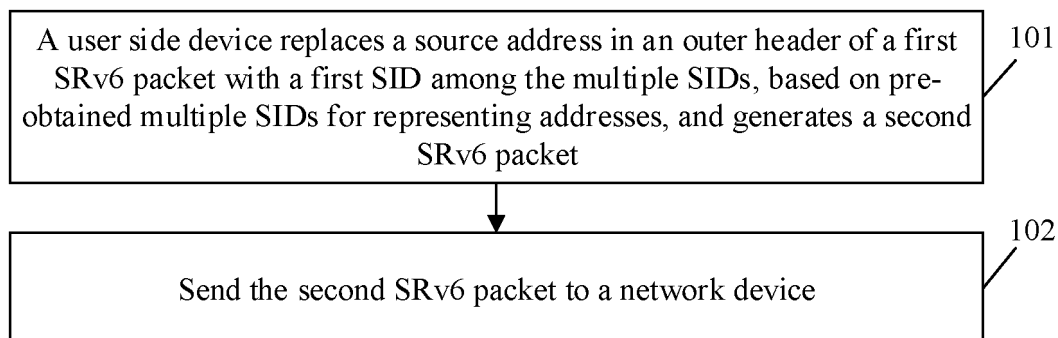 A user side device replaces a source address in an outer header of a first
SRv6 packet with a first SID among the multiple SIDs, based on pre-
obtained multiple SIDs for representing addresses, and generates a second
SRv6 packet
101
Send the second SRv6 packet to a network device
102